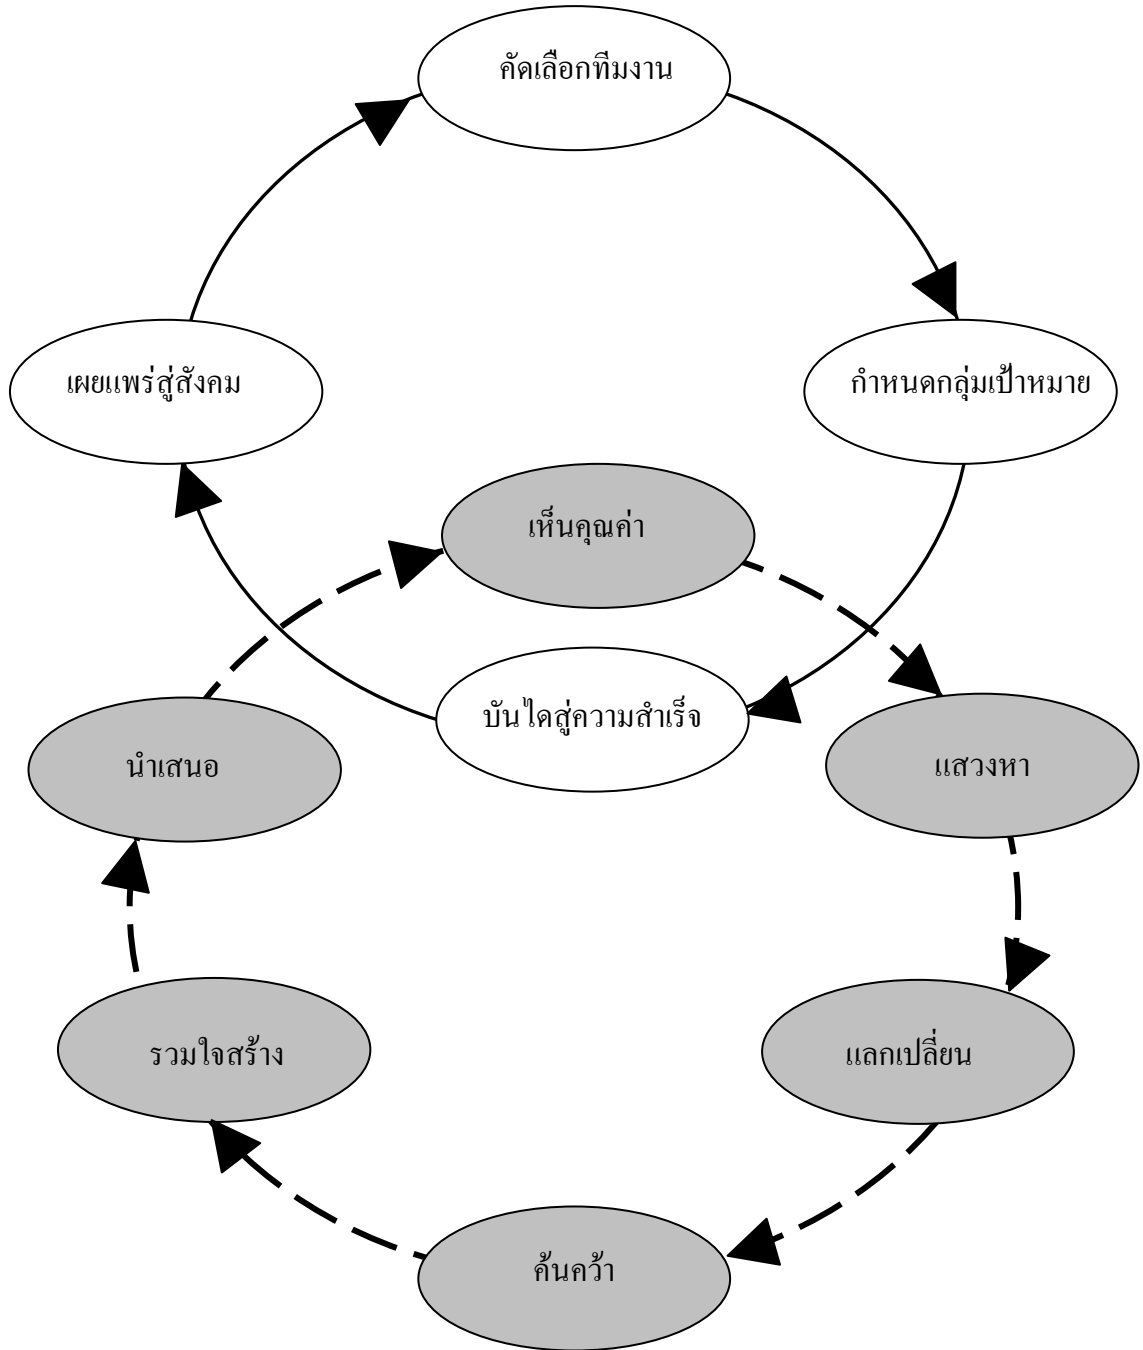 คัดเลือกทีมงาน
เผยแพร่สู่สังคม
กำหนดกลุ่มเป้าหมาย
เห็นคุณค่า
บันไดสู่ความสำเร็จ
นำเสนอ
แสวงหา
รวมใจสร้าง
แลกเปลี่ยน
ค้นคว้า